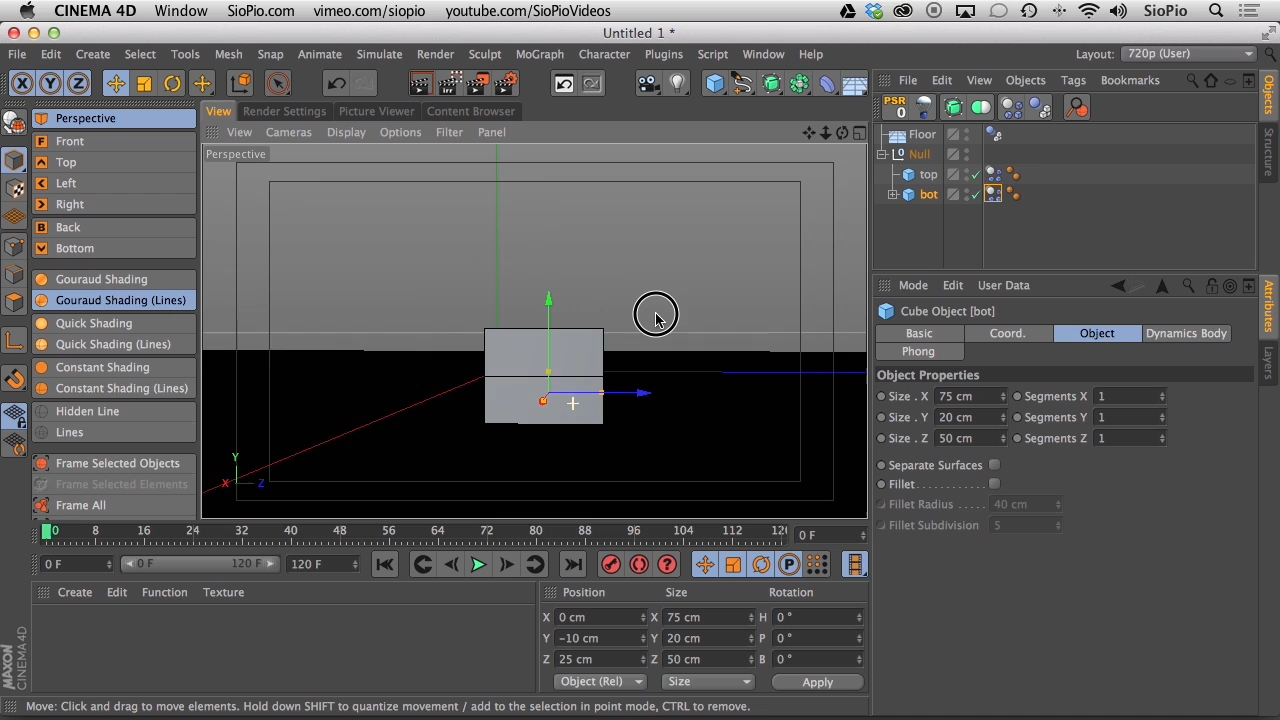 CINEMA 4D Window SioPio.com vimeo.com/siopio youtube.com/SioPioVideos SioPio
Untitled 1 *
File Edit Create Select Tools Mesh Snap Animate Simulate Render Sculpt MoGraph Character Plugins Script Window Help Layout: 720p (User)
X Y Z
File Edit View Objects Tags Bookmarks
Objects
Structure
PSR
0
View Render Settings Picture Viewer Content Browser
View Cameras Display Options Filter Panel
Perspective
Perspective
F Front
Top
Left
Right
B Back
Bottom
Gouraud Shading
Gouraud Shading (Lines)
Quick Shading
Quick Shading (Lines)
Constant Shading
Constant Shading (Lines)
Hidden Line
Lines
Frame Selected Objects
Frame Selected Elements
Frame All
Y
X Z
Floor
0 Null
top
bot
Mode Edit User Data
Attributes
Layers
Cube Object [bot]
Basic Coord. Object Dynamics Body
Phong
Object Properties
Size . X 75 cm Segments X 1
Size . Y 20 cm Segments Y 1
Size . Z 50 cm Segments Z 1
Separate Surfaces
Fillet
Fillet Radius 40 cm
Fillet Subdivision 5
0 8 16 24 32 40 48 56 64 72 80 88 96 104 112 0 F
0 F 0 F 120 F 120 F P
Create Edit Function Texture
Position Size Rotation
X 0 cm X 75 cm H 0 °
Y -10 cm Y 20 cm P 0 °
Z 25 cm Z 50 cm B 0 °
Object (Rel) Size Apply
MAXON
CINEMA 4D
Move: Click and drag to move elements. Hold down SHIFT to quantize movement / add to the selection in point mode, CTRL to remove.